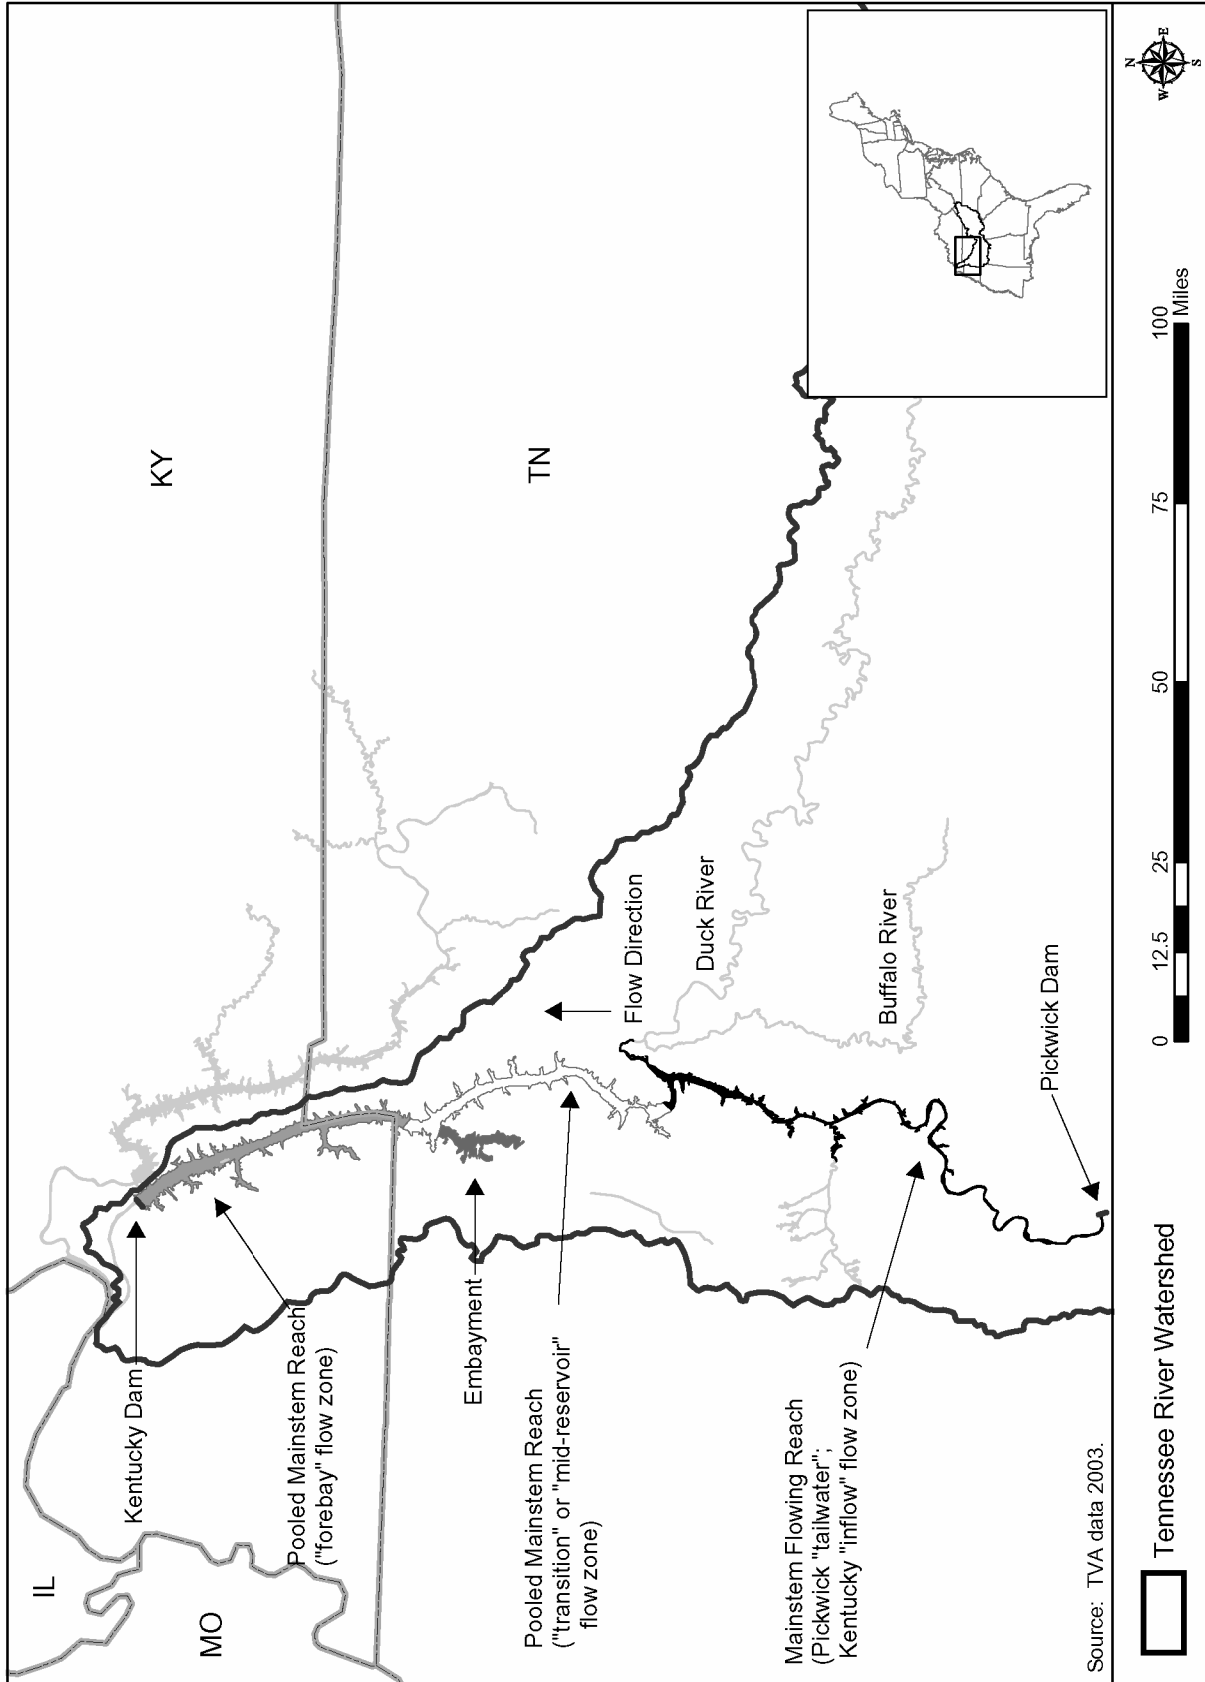 IL
MO
KY
TN
Kentucky Dam
Pooled Mainstem Reach
("forebay" flow zone)
Embayment
Pooled Mainstem Reach
("transition" or "mid-reservoir"
flow zone)
Flow Direction
Duck River
Buffalo River
Mainstem Flowing Reach
(Pickwick "tailwater";
Kentucky "inflow" flow zone)
Pickwick Dam
Source: TVA data 2003.
Tennessee River Watershed
0 12.5 25 50 75 100
Miles
N
E
S
W